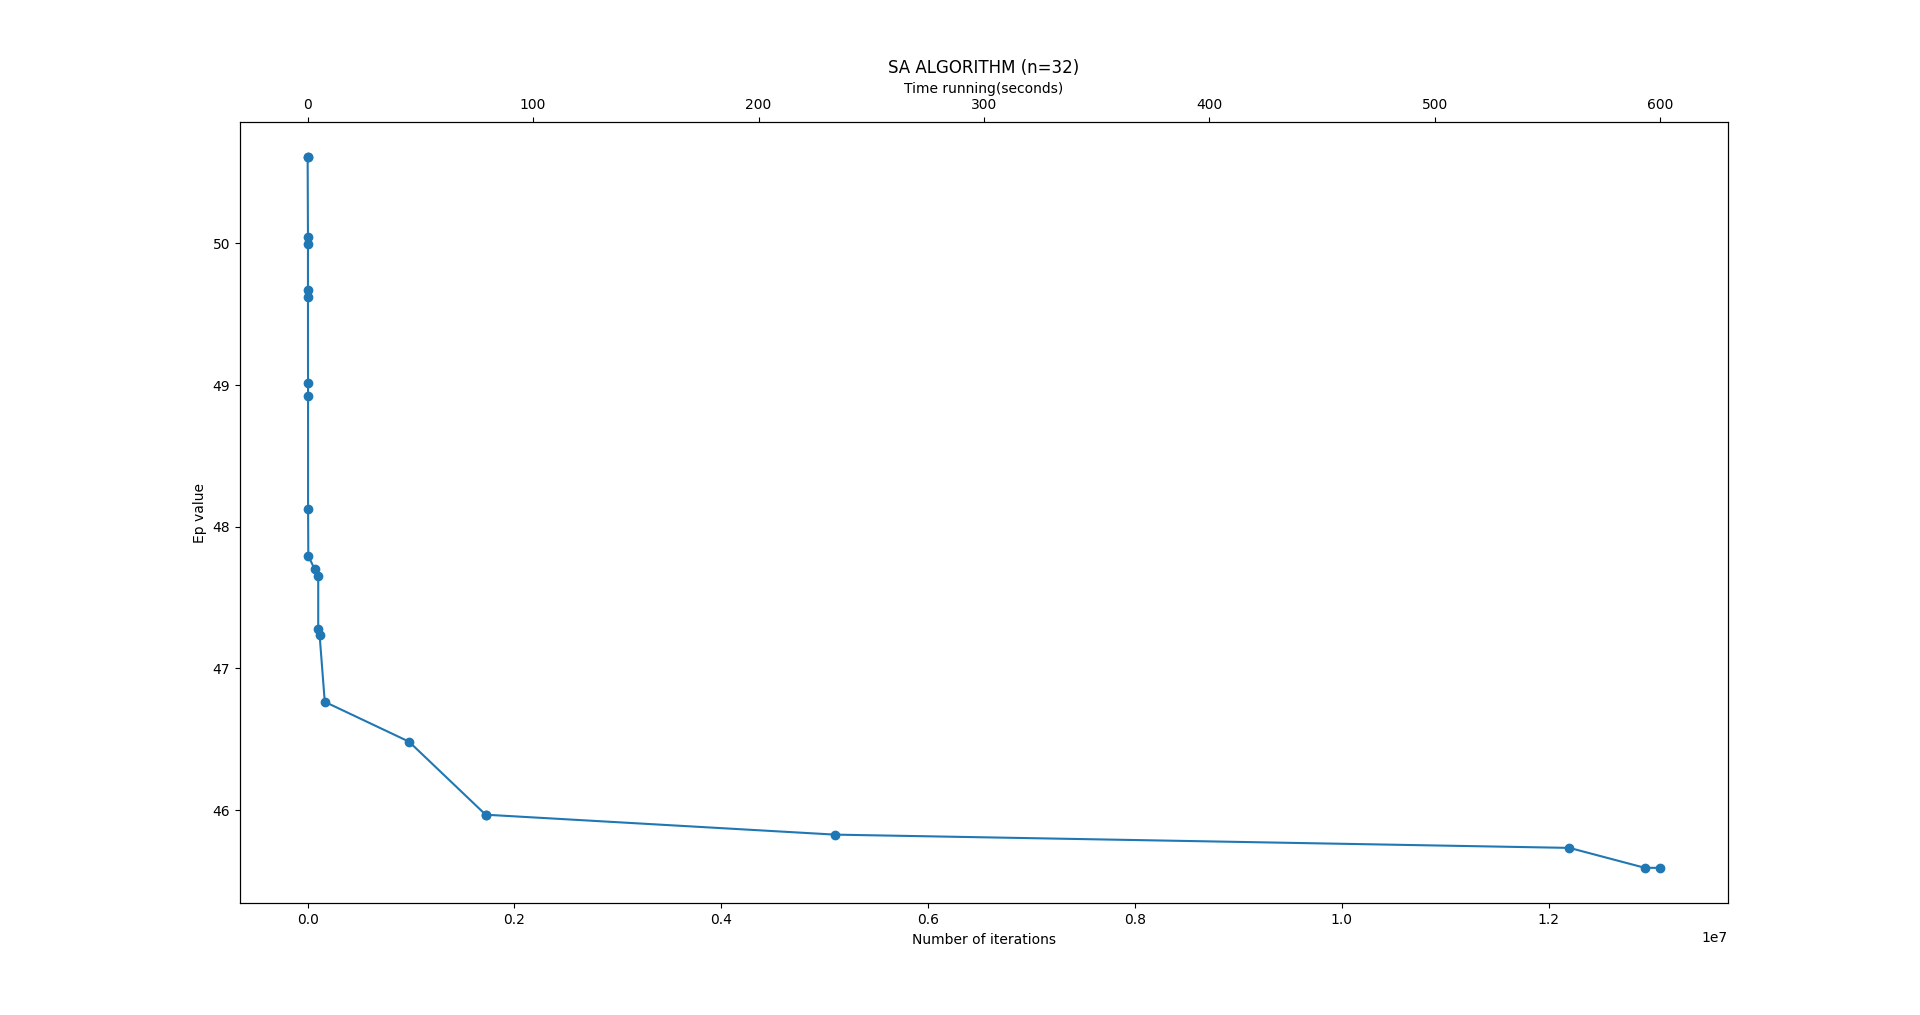 SA ALGORITHM (n=32)
Time running(seconds)
0 100 200 300 400 500 600
50
49
48
47
46
Ep value
0.0 0.2 0.4 0.6 0.8 1.0 1.2
Number of iterations
1e7